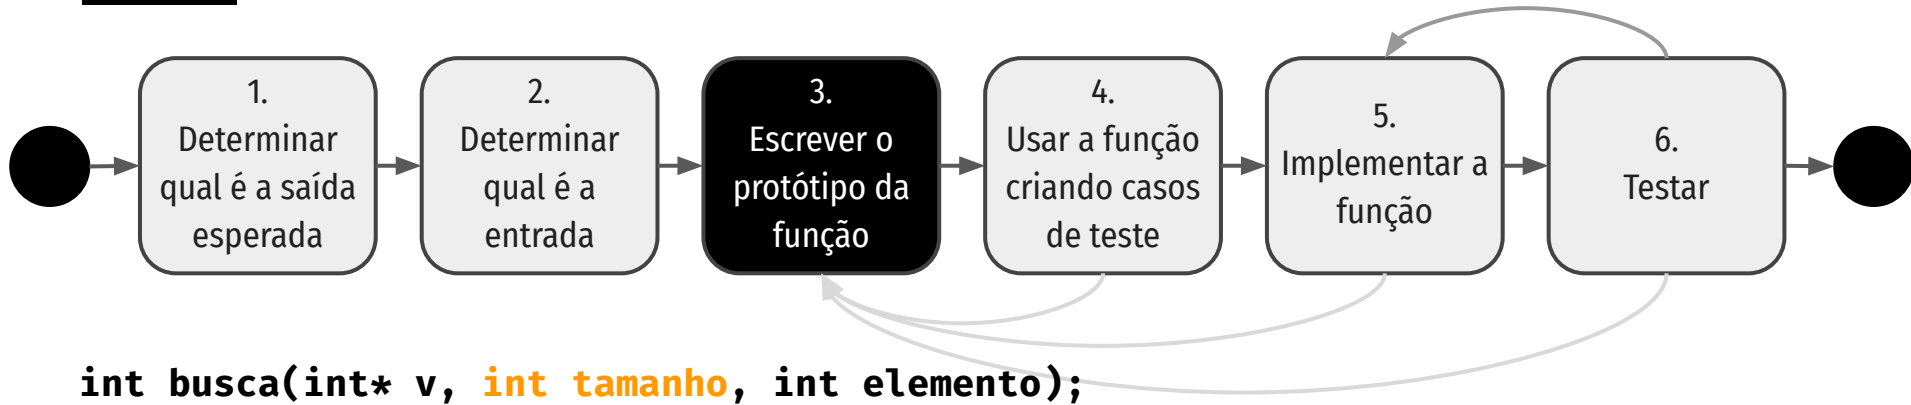 1.
Determinar
qual é a saída
esperada
2.
Determinar
qual é a
entrada
3.
Escrever o
protótipo da
função
4.
Usar a função
criando casos
de teste
5.
Implementar a
função
6.
Testar
int busca(int* v, int tamanho, int elemento);